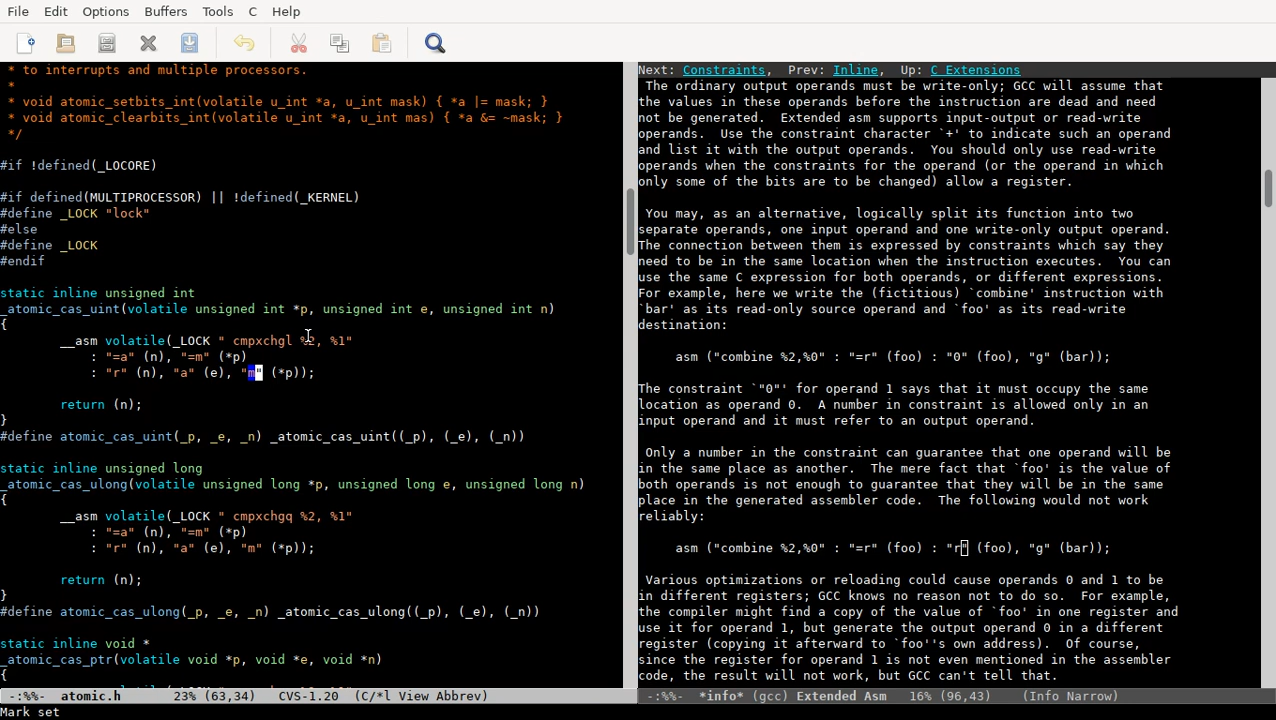 File Edit Options Buffers Tools C Help
 * to interrupts and multiple processors.
 *
 * void atomic_setbits_int(volatile u_int *a, u_int mask) { *a |= mask; }
 * void atomic_clearbits_int(volatile u_int *a, u_int mas) { *a &= ~mask; }
 */
#if !defined(_LOCORE)
#if defined(MULTIPROCESSOR) || !defined(_KERNEL)
#define _LOCK "lock"
#else
#define _LOCK
#endif
static inline unsigned int
_atomic_cas_uint(volatile unsigned int *p, unsigned int e, unsigned int n)
{
        __asm volatile(_LOCK " cmpxchgl %2, %1"
              : "=a" (n), "=m" (*p)
              : "r" (n), "a" (e), "m" (*p));
        return (n);
}
#define atomic_cas_uint(_p, _e, _n) _atomic_cas_uint((_p), (_e), (_n))
static inline unsigned long
_atomic_cas_ulong(volatile unsigned long *p, unsigned long e, unsigned long n)
{
        __asm volatile(_LOCK " cmpxchgq %2, %1"
              : "=a" (n), "=m" (*p)
              : "r" (n), "a" (e), "m" (*p));
        return (n);
}
#define atomic_cas_ulong(_p, _e, _n) _atomic_cas_ulong((_p), (_e), (_n))
static inline void *
_atomic_cas_ptr(volatile void *p, void *e, void *n)
{
-:%%-  atomic.h       23% (63,34)   CVS-1.20  (C/*l View Abbrev)
Mark set
Next: Constraints,  Prev: Inline,  Up: C Extensions
 The ordinary output operands must be write-only; GCC will assume that
the values in these operands before the instruction are dead and need
not be generated.  Extended asm supports input-output or read-write
operands.  Use the constraint character `+' to indicate such an operand
and list it with the output operands.  You should only use read-write
operands when the constraints for the operand (or the operand in which
only some of the bits are to be changed) allow a register.
 You may, as an alternative, logically split its function into two
separate operands, one input operand and one write-only output operand.
The connection between them is expressed by constraints which say they
need to be in the same location when the instruction executes.  You can
use the same C expression for both operands, or different expressions.
For example, here we write the (fictitious) `combine' instruction with
`bar' as its read-only source operand and `foo' as its read-write
destination:
     asm ("combine %2,%0" : "=r" (foo) : "0" (foo), "g" (bar));
The constraint `"0"' for operand 1 says that it must occupy the same
location as operand 0.  A number in constraint is allowed only in an
input operand and it must refer to an output operand.
 Only a number in the constraint can guarantee that one operand will be
in the same place as another.  The mere fact that `foo' is the value of
both operands is not enough to guarantee that they will be in the same
place in the generated assembler code.  The following would not work
reliably:
     asm ("combine %2,%0" : "=r" (foo) : "r" (foo), "g" (bar));
 Various optimizations or reloading could cause operands 0 and 1 to be
in different registers; GCC knows no reason not to do so.  For example,
the compiler might find a copy of the value of `foo' in one register and
use it for operand 1, but generate the output operand 0 in a different
register (copying it afterward to `foo''s own address).  Of course,
since the register for operand 1 is not even mentioned in the assembler
code, the result will not work, but GCC can't tell that.
-:%%-  *info* (gcc) Extended Asm   16% (96,43)    (Info Narrow)